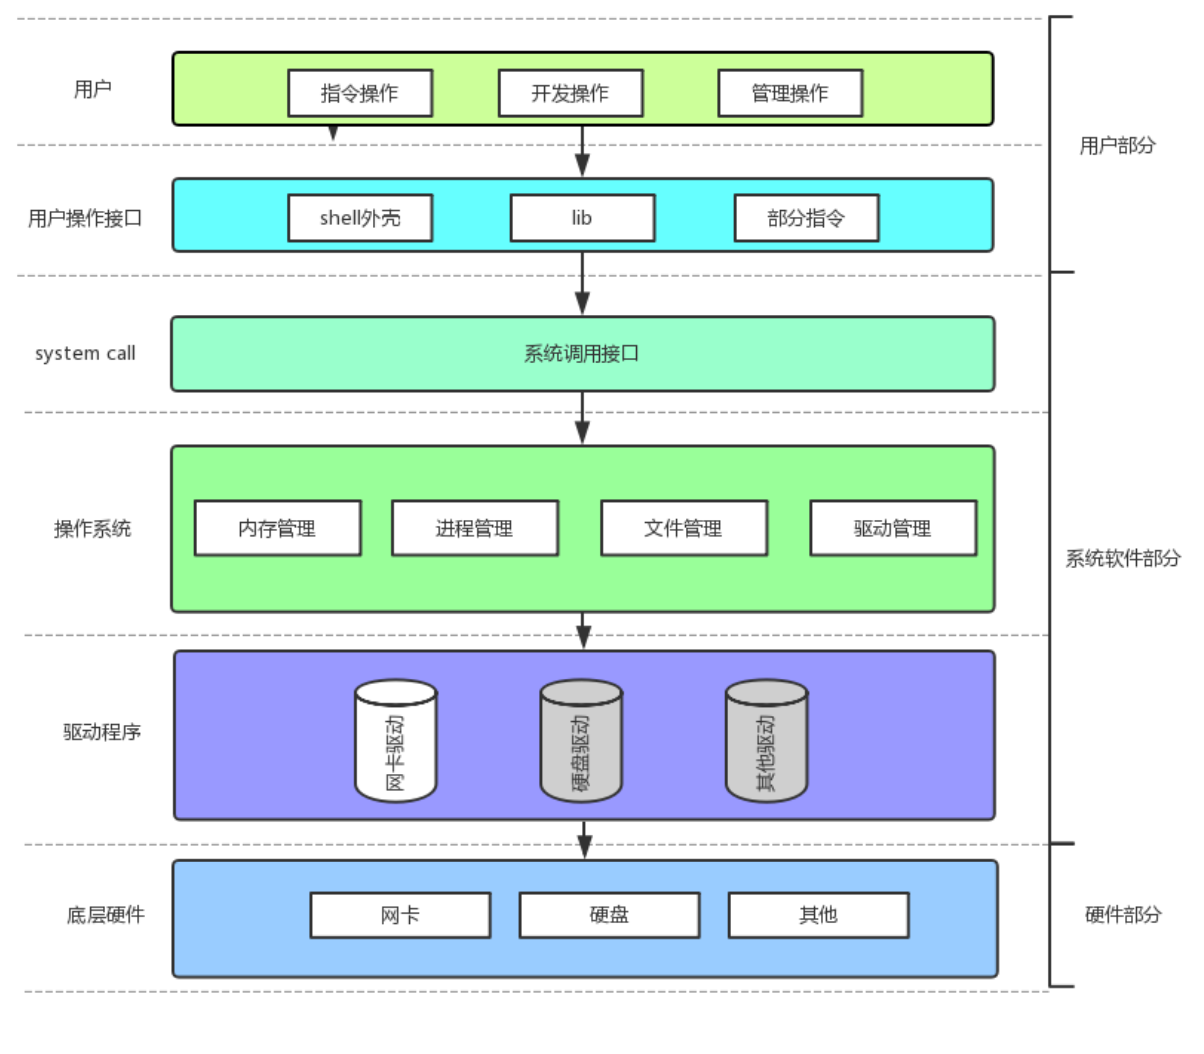 用户
指令操作
开发操作
管理操作
用户部分
用户操作接口
shell外壳
lib
部分指令
system call
系统调用接口
操作系统
内存管理
进程管理
文件管理
驱动管理
系统软件部分
驱动程序
网卡驱动
硬盘驱动
其他驱动
底层硬件
网卡
硬盘
其他
硬件部分